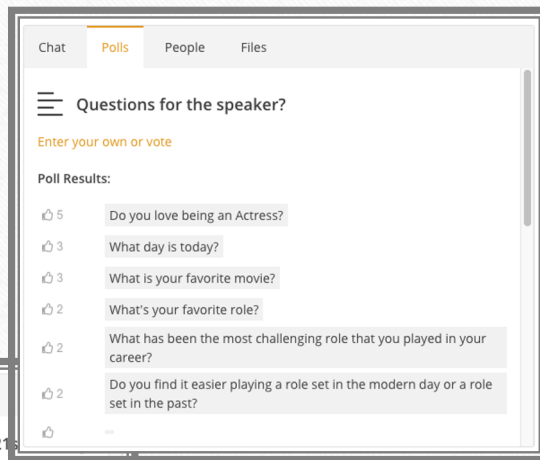 Chat Polls People Files
Questions for the speaker?
Enter your own or vote
Poll Results:
5 Do you love being an Actress?
3 What day is today?
3 What is your favorite movie?
2 What's your favorite role?
What has been the most challenging role that you played in your
2 career?
Do you find it easier playing a role set in the modern day or a role
2 set in the past?